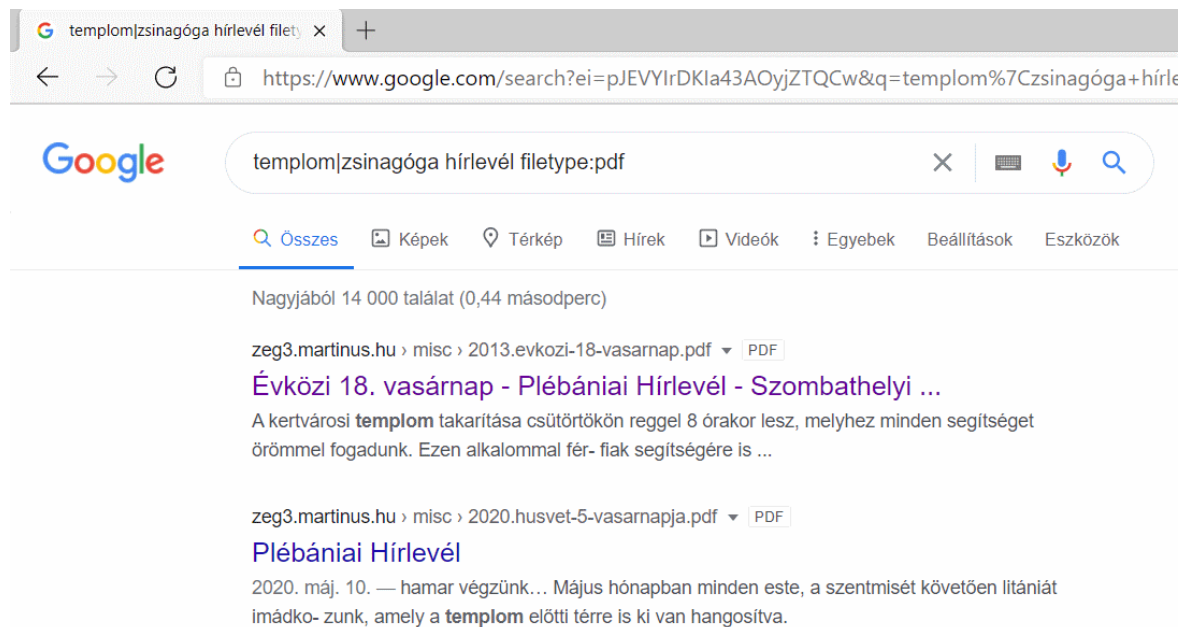 templom|zsinagóga hírlevél filety
https://www.google.com/search?ei=pJEVYIrDKIa43AOyjZTQCw&q=templom%7Czsinagóga+hírle
Google
templom|zsinagóga hírlevél filetype:pdf
Összes Képek Térkép Hírek Videók Egyebek Beállítások Eszközök
Nagyjából 14 000 találat (0,44 másodperc)
zeg3.martinus.hu › misc › 2013.evkozi-18-vasarnap.pdf PDF
Évközi 18. vasárnap - Plébániai Hírlevél - Szombathelyi ...
A kertvárosi templom takarítása csütörtökön reggel 8 órakor lesz, melyhez minden segítséget
örömmel fogadunk. Ezen alkalommal fér- fiak segítségére is ...
zeg3.martinus.hu › misc › 2020.husvet-5-vasarnapja.pdf PDF
Plébániai Hírlevél
2020. máj. 10. — hamar végzünk… Május hónapban minden este, a szentmisét követően litániát
imádko- zunk, amely a templom előtti térre is ki van hangosítva.